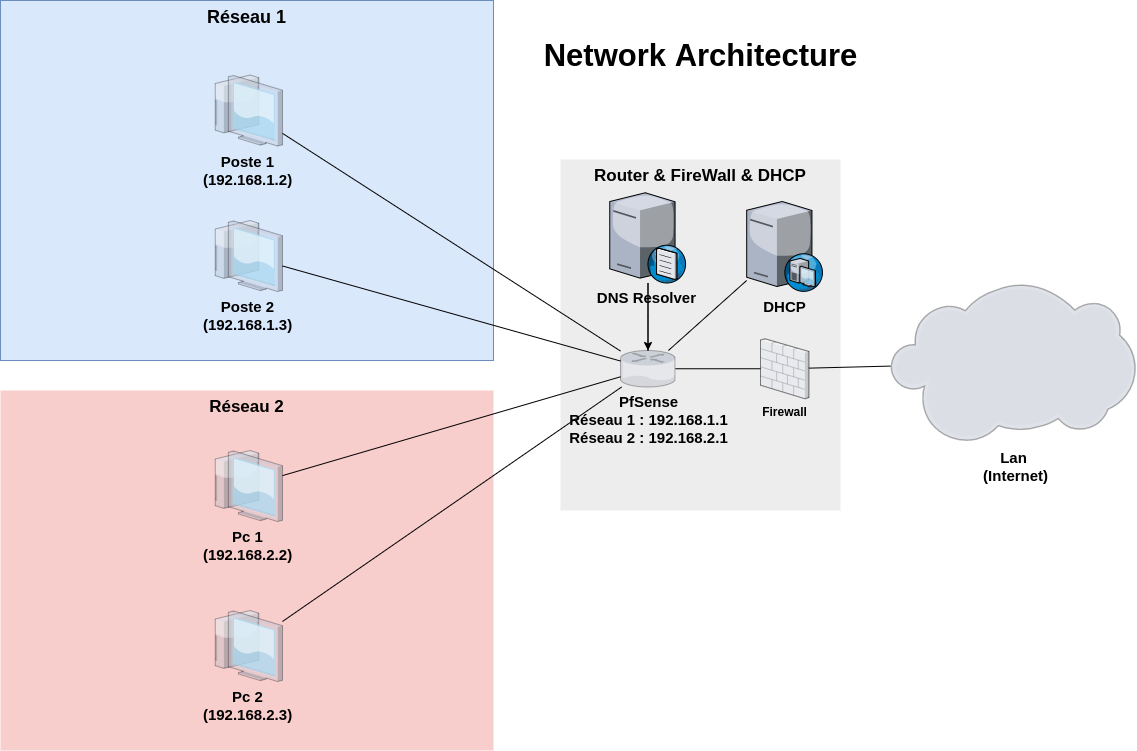 Réseau 1
Network Architecture
Poste 1
(192.168.1.2)
Poste 2
(192.168.1.3)
Router & FireWall & DHCP
DNS Resolver
DHCP
PfSense
Réseau 1 : 192.168.1.1
Réseau 2 : 192.168.2.1
Firewall
Lan
(Internet)
Réseau 2
Pc 1
(192.168.2.2)
Pc 2
(192.168.2.3)